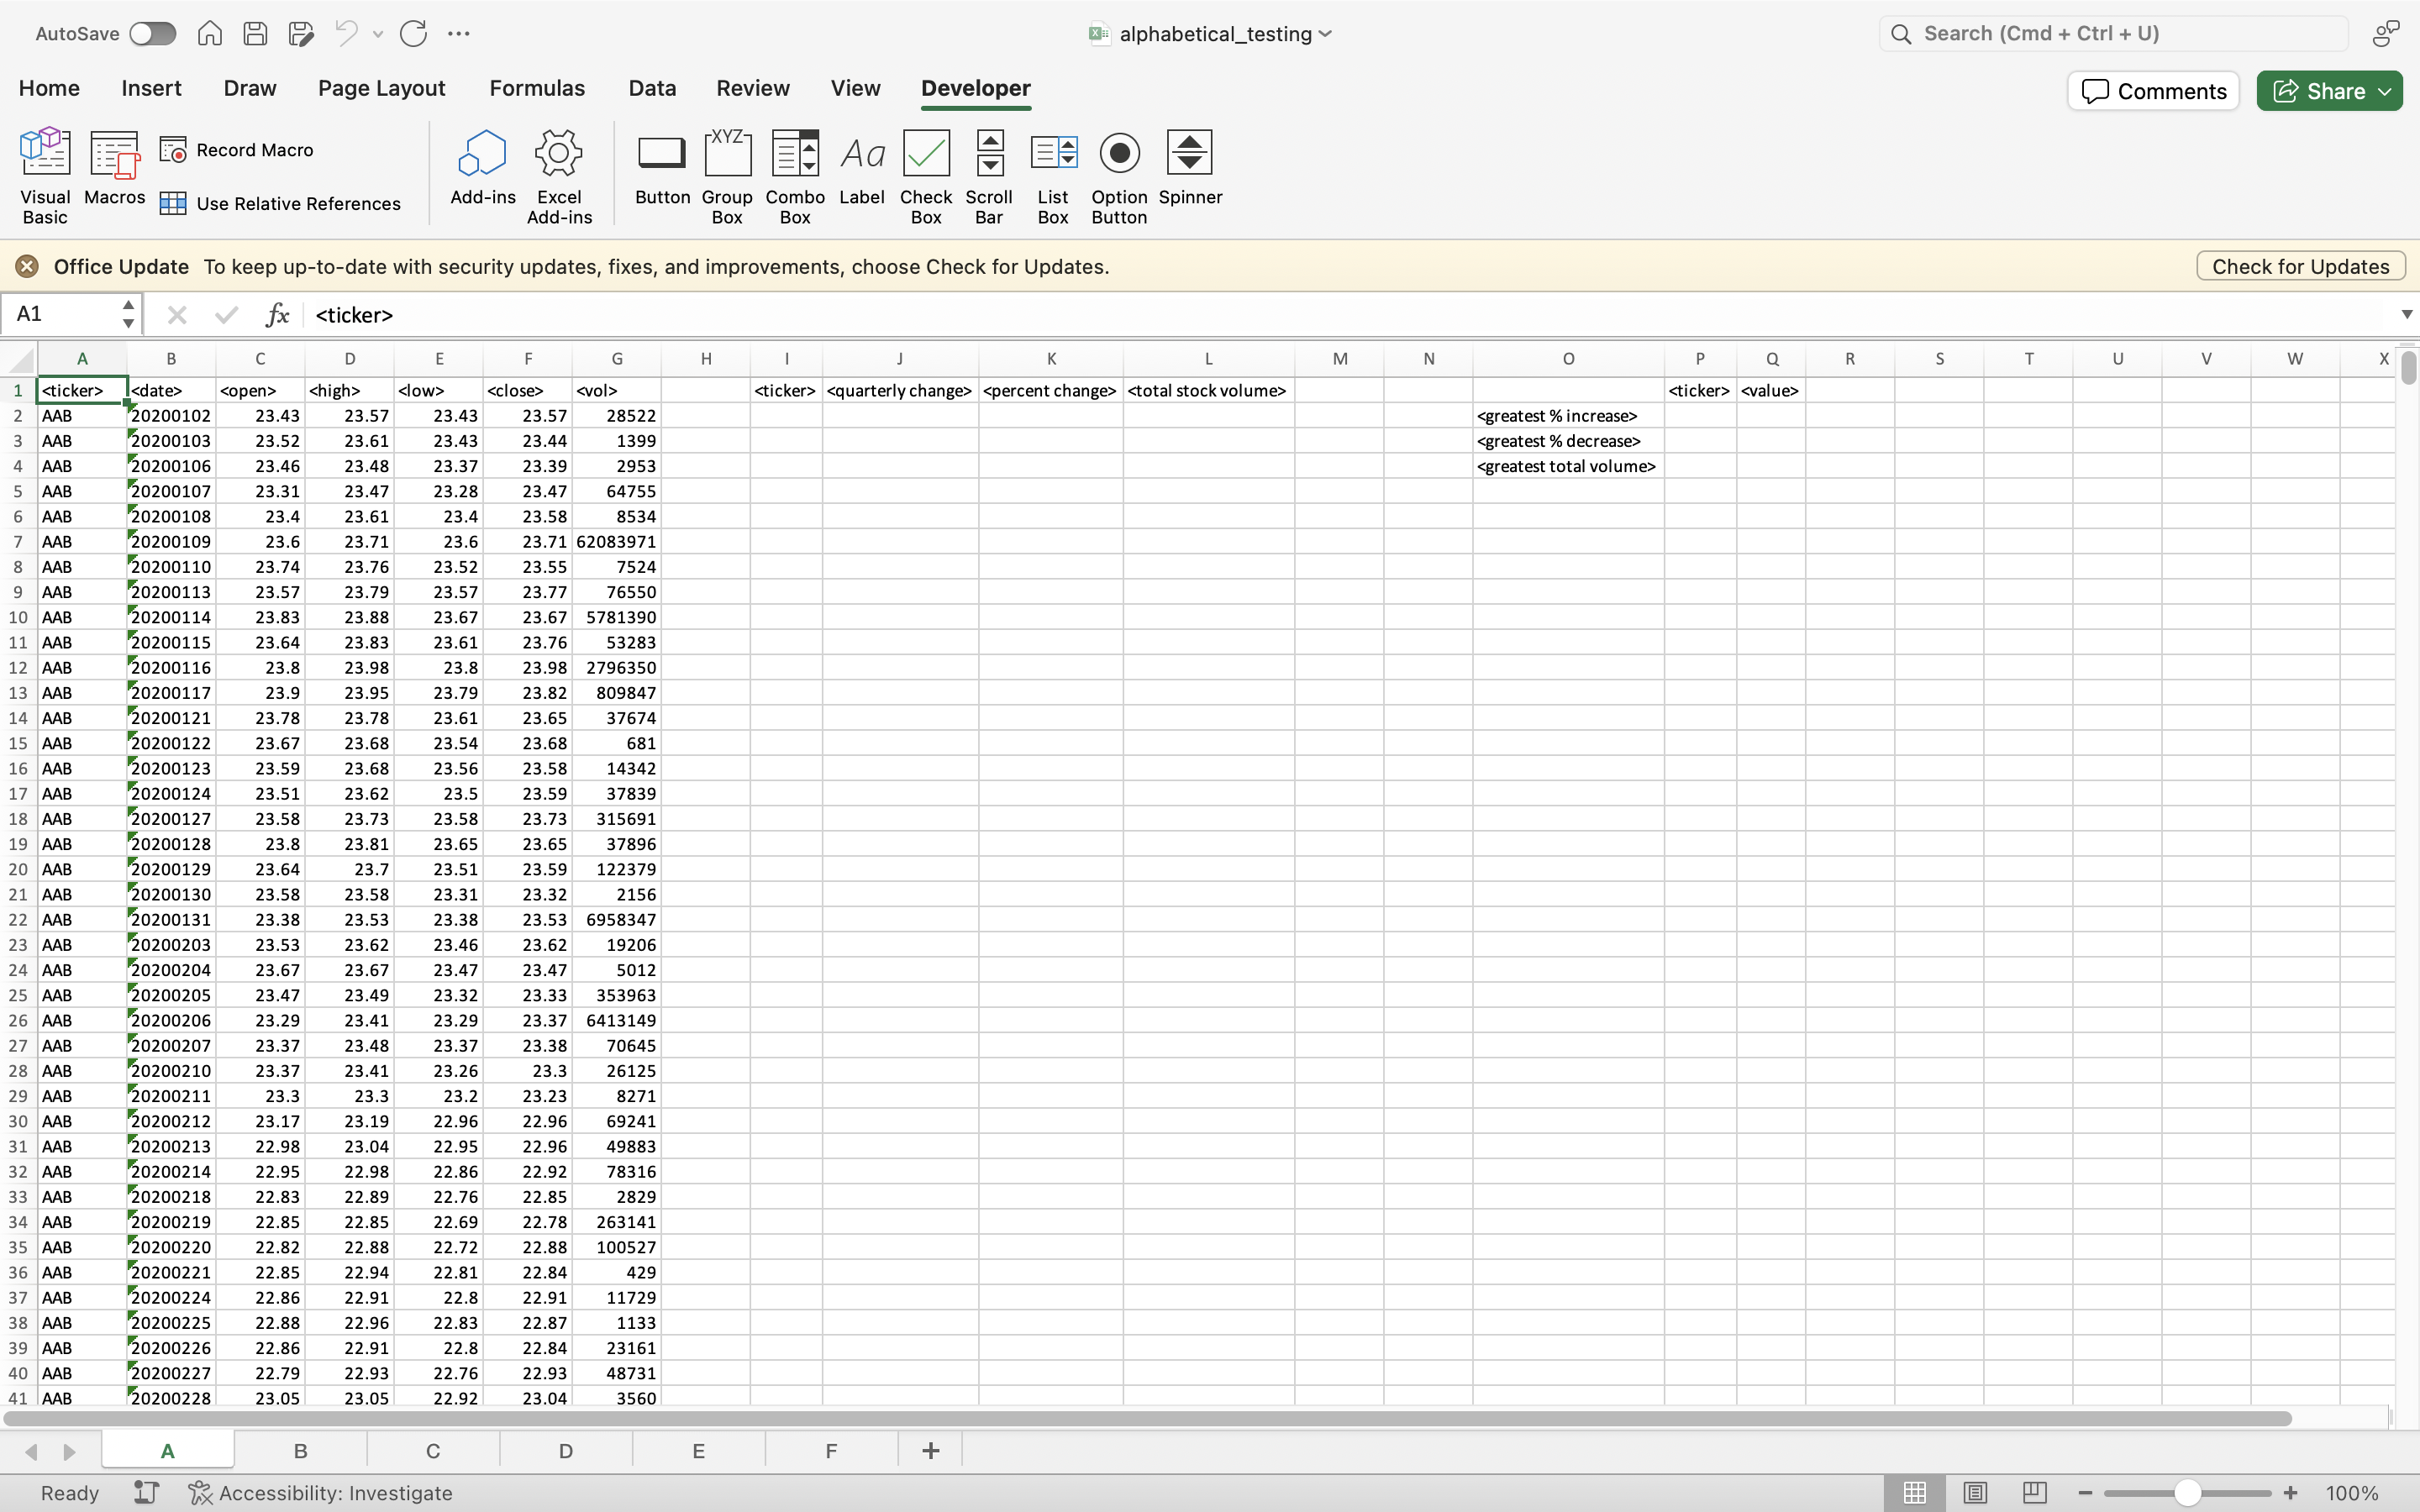 AutoSave
alphabetical_testing
Search (Cmd + Ctrl + U)
Home Insert Draw Page Layout Formulas Data Review View Developer
Comments Share
Visual Basic
Macros
Record Macro
Use Relative References
Add-ins
Excel Add-ins
Button
XYZ
Group Box
Combo Box
Aa
Label
Check Box
Scroll Bar
List Box
Option Button
Spinner
Office Update To keep up-to-date with security updates, fixes, and improvements, choose Check for Updates. Check for Updates
A1 fx <ticker>
A B C D E F G H I J K L M N O P Q R S T U V W X
1 <ticker> <date> <open> <high> <low> <close> <vol> <ticker> <quarterly change> <percent change> <total stock volume> <ticker> <value>
2 AAB 20200102 23.43 23.57 23.43 23.57 28522 <greatest % increase>
3 AAB 20200103 23.52 23.61 23.43 23.44 1399 <greatest % decrease>
4 AAB 20200106 23.46 23.48 23.37 23.39 2953 <greatest total volume>
5 AAB 20200107 23.31 23.47 23.28 23.47 64755
6 AAB 20200108 23.4 23.61 23.4 23.58 8534
7 AAB 20200109 23.6 23.71 23.6 23.71 62083971
8 AAB 20200110 23.74 23.76 23.52 23.55 7524
9 AAB 20200113 23.57 23.79 23.57 23.77 76550
10 AAB 20200114 23.83 23.88 23.67 23.67 5781390
11 AAB 20200115 23.64 23.83 23.61 23.76 53283
12 AAB 20200116 23.8 23.98 23.8 23.98 2796350
13 AAB 20200117 23.9 23.95 23.79 23.82 809847
14 AAB 20200121 23.78 23.78 23.61 23.65 37674
15 AAB 20200122 23.67 23.68 23.54 23.68 681
16 AAB 20200123 23.59 23.68 23.56 23.58 14342
17 AAB 20200124 23.51 23.62 23.5 23.59 37839
18 AAB 20200127 23.58 23.73 23.58 23.73 315691
19 AAB 20200128 23.8 23.81 23.65 23.65 37896
20 AAB 20200129 23.64 23.7 23.51 23.59 122379
21 AAB 20200130 23.58 23.58 23.31 23.32 2156
22 AAB 20200131 23.38 23.53 23.38 23.53 6958347
23 AAB 20200203 23.53 23.62 23.46 23.62 19206
24 AAB 20200204 23.67 23.67 23.47 23.47 5012
25 AAB 20200205 23.47 23.49 23.32 23.33 353963
26 AAB 20200206 23.29 23.41 23.29 23.37 6413149
27 AAB 20200207 23.37 23.48 23.37 23.38 70645
28 AAB 20200210 23.37 23.41 23.26 23.3 26125
29 AAB 20200211 23.3 23.3 23.2 23.23 8271
30 AAB 20200212 23.17 23.19 22.96 22.96 69241
31 AAB 20200213 22.98 23.04 22.95 22.96 49883
32 AAB 20200214 22.95 22.98 22.86 22.92 78316
33 AAB 20200218 22.83 22.89 22.76 22.85 2829
34 AAB 20200219 22.85 22.85 22.69 22.78 263141
35 AAB 20200220 22.82 22.88 22.72 22.88 100527
36 AAB 20200221 22.85 22.94 22.81 22.84 429
37 AAB 20200224 22.86 22.91 22.8 22.91 11729
38 AAB 20200225 22.88 22.96 22.83 22.87 1133
39 AAB 20200226 22.86 22.91 22.8 22.84 23161
40 AAB 20200227 22.79 22.93 22.76 22.93 48731
41 AAB 20200228 23.05 23.05 22.92 23.04 3560
A B C D E F +
Ready Accessibility: Investigate 100%